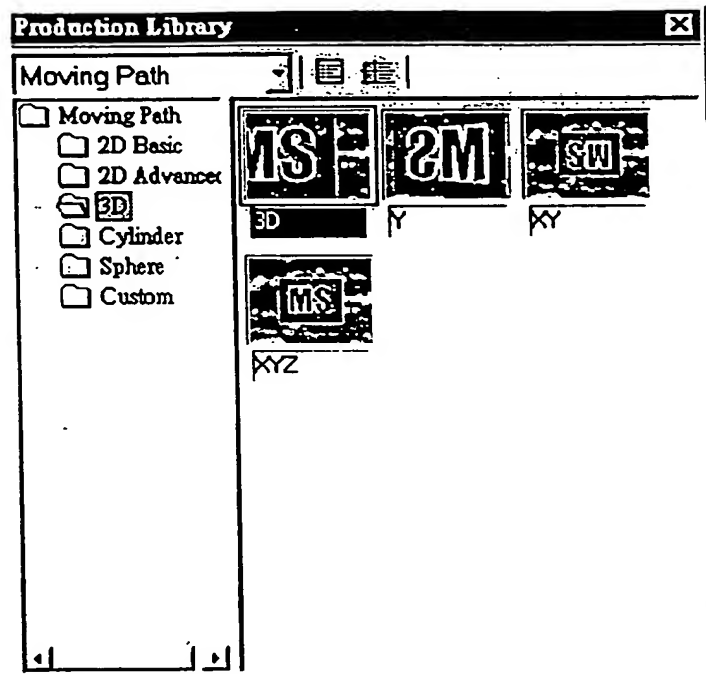 Production Library
Moving Path
Moving Path
2D Basic
2D Advanced
3D
Cylinder
Sphere
Custom
MS
SM
SW
3D
Y
XY
MS
XYZ